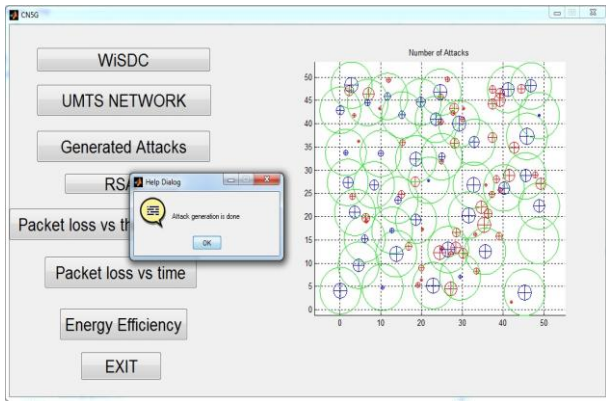 CN5G
WiSDC
UMTS NETWORK
Generated Attacks
RSA
Packet loss vs th
Packet loss vs time
Energy Efficiency
EXIT
Help Dialog
Attack generation is done
OK
Number of Attacks
50
45
40
35
30
25
20
15
10
5
0
0 10 20 30 40 50